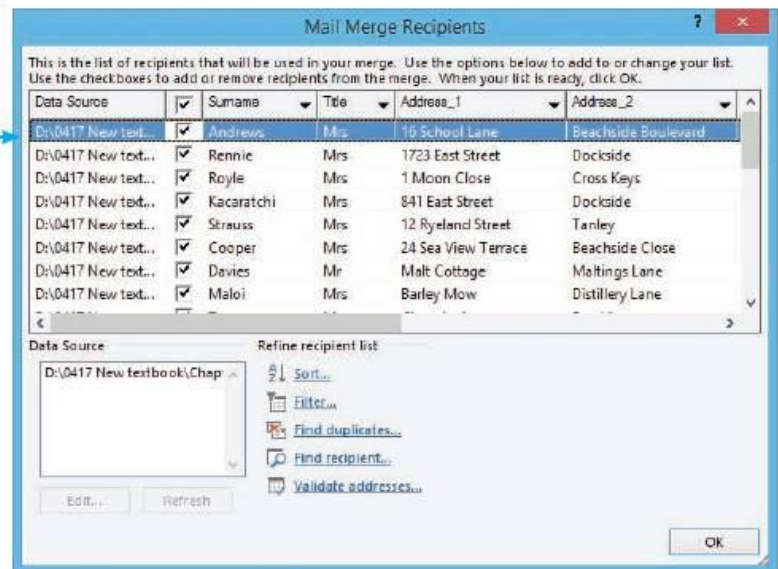 Mail Merge Recipients
? ×
This is the list of recipients that will be used in your merge. Use the options below to add to or change your list.
Use the checkboxes to add or remove recipients from the merge. When your list is ready, click OK.
Data Source Surname Title Address_1 Address_2
D:\0417 New text... Andrews Mrs 16 School Lane Beachside Boulevard
D:\0417 New text... Rennie Mrs 1723 East Street Dockside
D:\0417 New text... Royle Mrs 1 Moon Close Cross Keys
D:\0417 New text... Kacaratchi Mrs 841 East Street Dockside
D:\0417 New text... Strauss Mrs 12 Ryeland Street Tanley
D:\0417 New text... Cooper Mrs 24 Sea View Terrace Beachside Close
D:\0417 New text... Davies Mr Malt Cottage Maltings Lane
D:\0417 New text... Maloi Mrs Barley Mow Distillery Lane
Data Source Refine recipient list
D:\0417 New textbook\Chap
Sort...
Filter...
Find duplicates...
Find recipient...
Validate addresses...
Edit... Refresh
OK